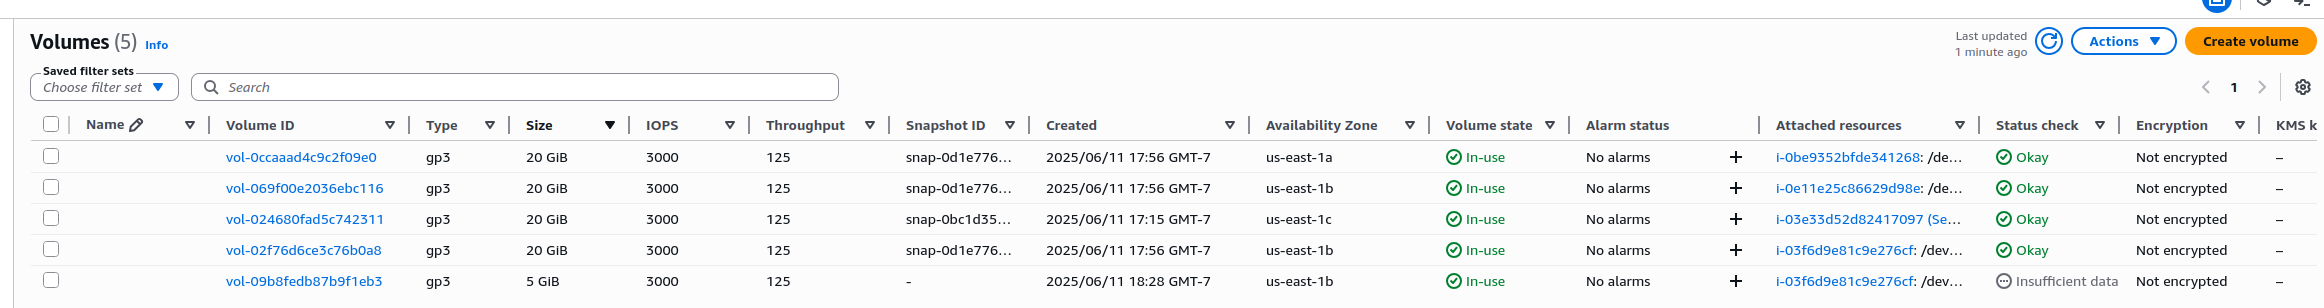 Volumes (5) Info
Last updated
1 minute ago
Actions
Create volume
Saved filter sets
Choose filter set
Search
1
Name Volume ID Type Size IOPS Throughput Snapshot ID Created Availability Zone Volume state Alarm status Attached resources Status check Encryption KMS k
vol-0ccaaad4c9c2f09e0 gp3 20 GiB 3000 125 snap-0d1e776... 2025/06/11 17:56 GMT-7 us-east-1a In-use No alarms + i-0be9352bfde341268: /de... Okay Not encrypted –
vol-069f00e2036ebc116 gp3 20 GiB 3000 125 snap-0d1e776... 2025/06/11 17:56 GMT-7 us-east-1b In-use No alarms + i-0e11e25c86629d98e: /de... Okay Not encrypted –
vol-024680fad5c742311 gp3 20 GiB 3000 125 snap-0bc1d35... 2025/06/11 17:15 GMT-7 us-east-1c In-use No alarms + i-03e33d52d82417097 (Se... Okay Not encrypted –
vol-02f76d6ce3c76b0a8 gp3 20 GiB 3000 125 snap-0d1e776... 2025/06/11 17:56 GMT-7 us-east-1b In-use No alarms + i-03f6d9e81c9e276cf: /dev... Okay Not encrypted –
vol-09b8fedb87b9f1eb3 gp3 5 GiB 3000 125 - 2025/06/11 18:28 GMT-7 us-east-1b In-use No alarms + i-03f6d9e81c9e276cf: /dev... Insufficient data Not encrypted –